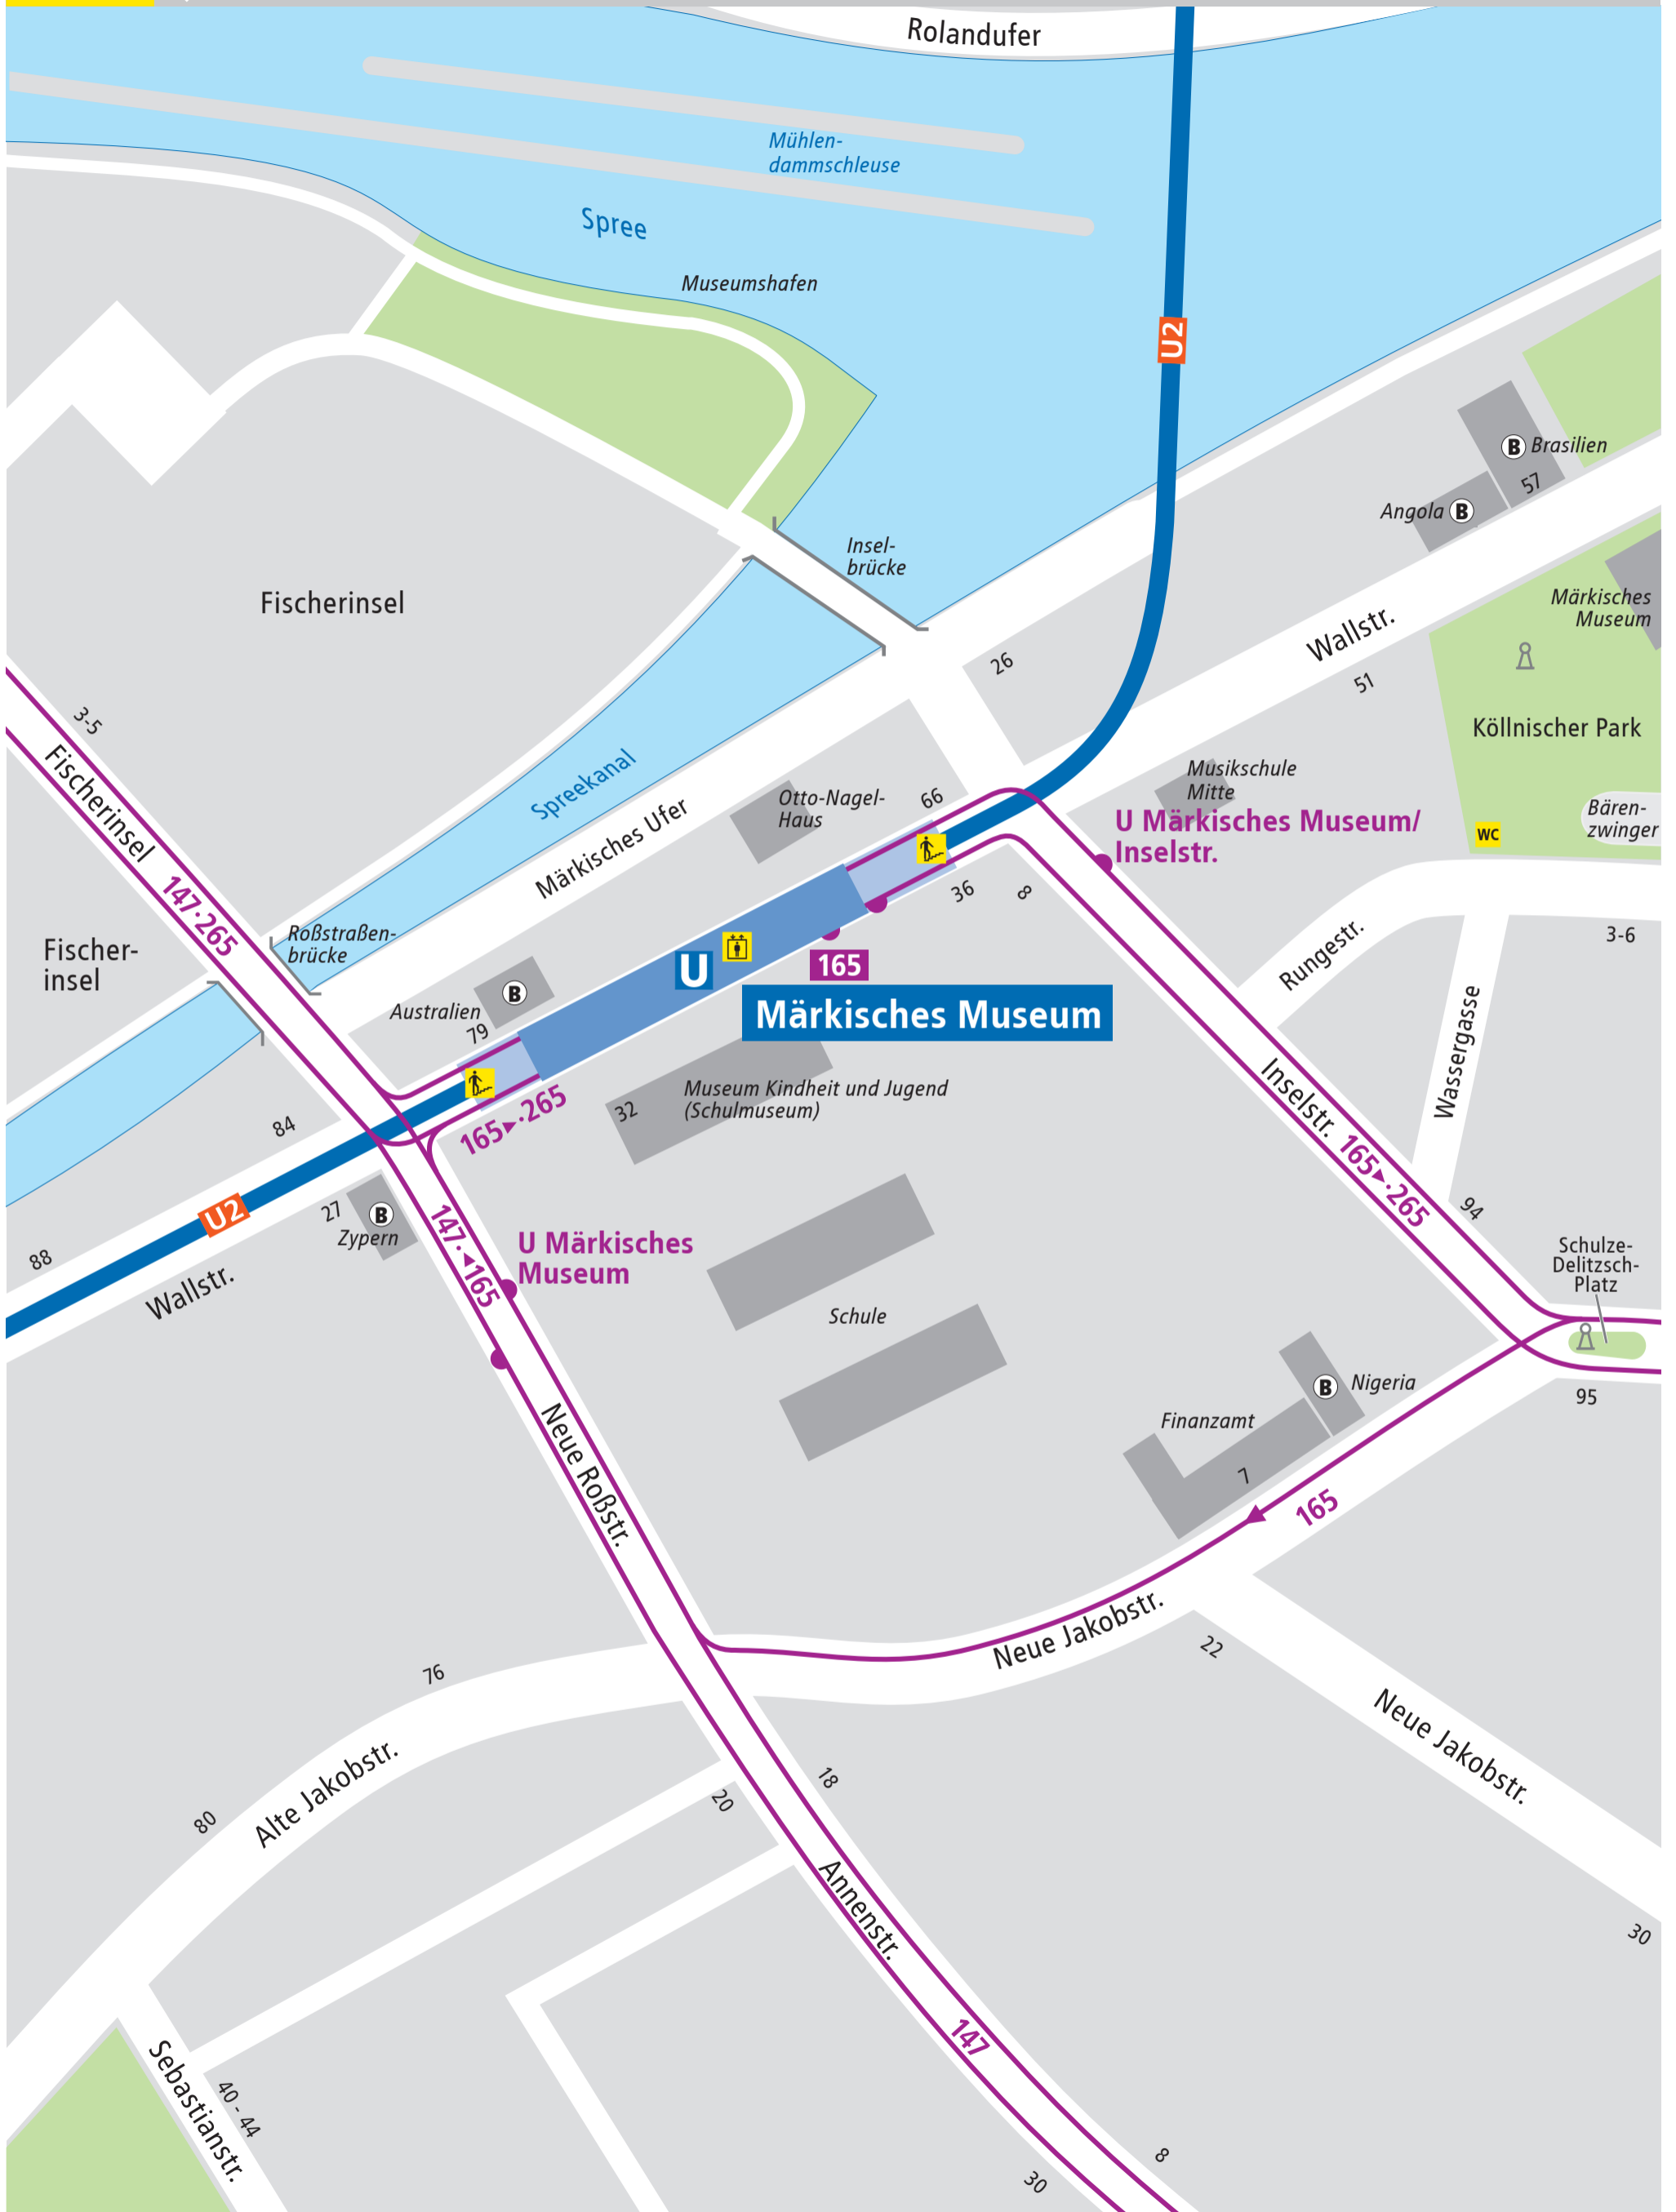 Rolandufer
Mühlen-
dammschleuse
Spree
Museumshafen
U2
B Brasilien
57
Angola B
Insel-
brücke
Fischerinsel
Märkisches
Museum
Wallstr.
26
51
3-5
Köllnischer Park
Fischerinsel
Spreekanal
Musikschule
Mitte
Otto-Nagel-
Haus
66
Bären-
zwinger
WC
U Märkisches Museum/
Inselstr.
Märkisches Ufer
36
8
147·265
Roßstraßen-
brücke
Fischer-
insel
3-6
Rungestr.
U
165
Märkisches Museum
B
Australien
79
Wassergasse
Museum Kindheit und Jugend
(Schulmuseum)
32
165▸·265
Inselstr.
84
165▸·265
94
U2
27
B
Zypern
88
Wallstr.
147·◂165
U Märkisches
Museum
Schulze-
Delitzsch-
Platz
Schule
B Nigeria
95
Finanzamt
7
Neue Roßstr.
165
Neue Jakobstr.
22
76
Neue Jakobstr.
Alte Jakobstr.
80
18
20
Annenstr.
30
147
Sebastianstr.
40 - 44
8
30